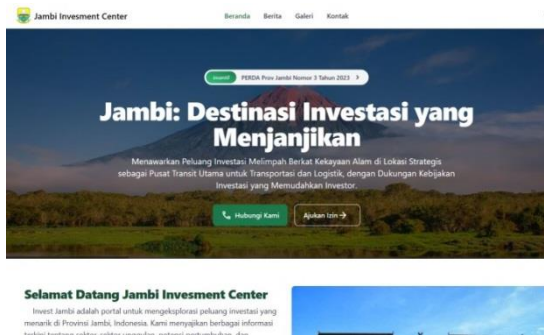 Jambi Invesment Center
Beranda Berita Galeri Kontak
Insentif PERDA Prov Jambi Nomor 3 Tahun 2023
Jambi: Destinasi Investasi yang
Menjanjikan
Menawarkan Peluang Investasi Melimpah Berkat Kekayaan Alam di Lokasi Strategis
sebagai Pusat Transit Utama untuk Transportasi dan Logistik, dengan Dukungan Kebijakan
Investasi yang Memudahkan Investor.
Hubungi Kami Ajukan Izin →
Selamat Datang Jambi Invesment Center
Invest Jambi adalah portal untuk mengeksplorasi peluang investasi yang
menarik di Provinsi Jambi, Indonesia. Kami menyajikan berbagai informasi